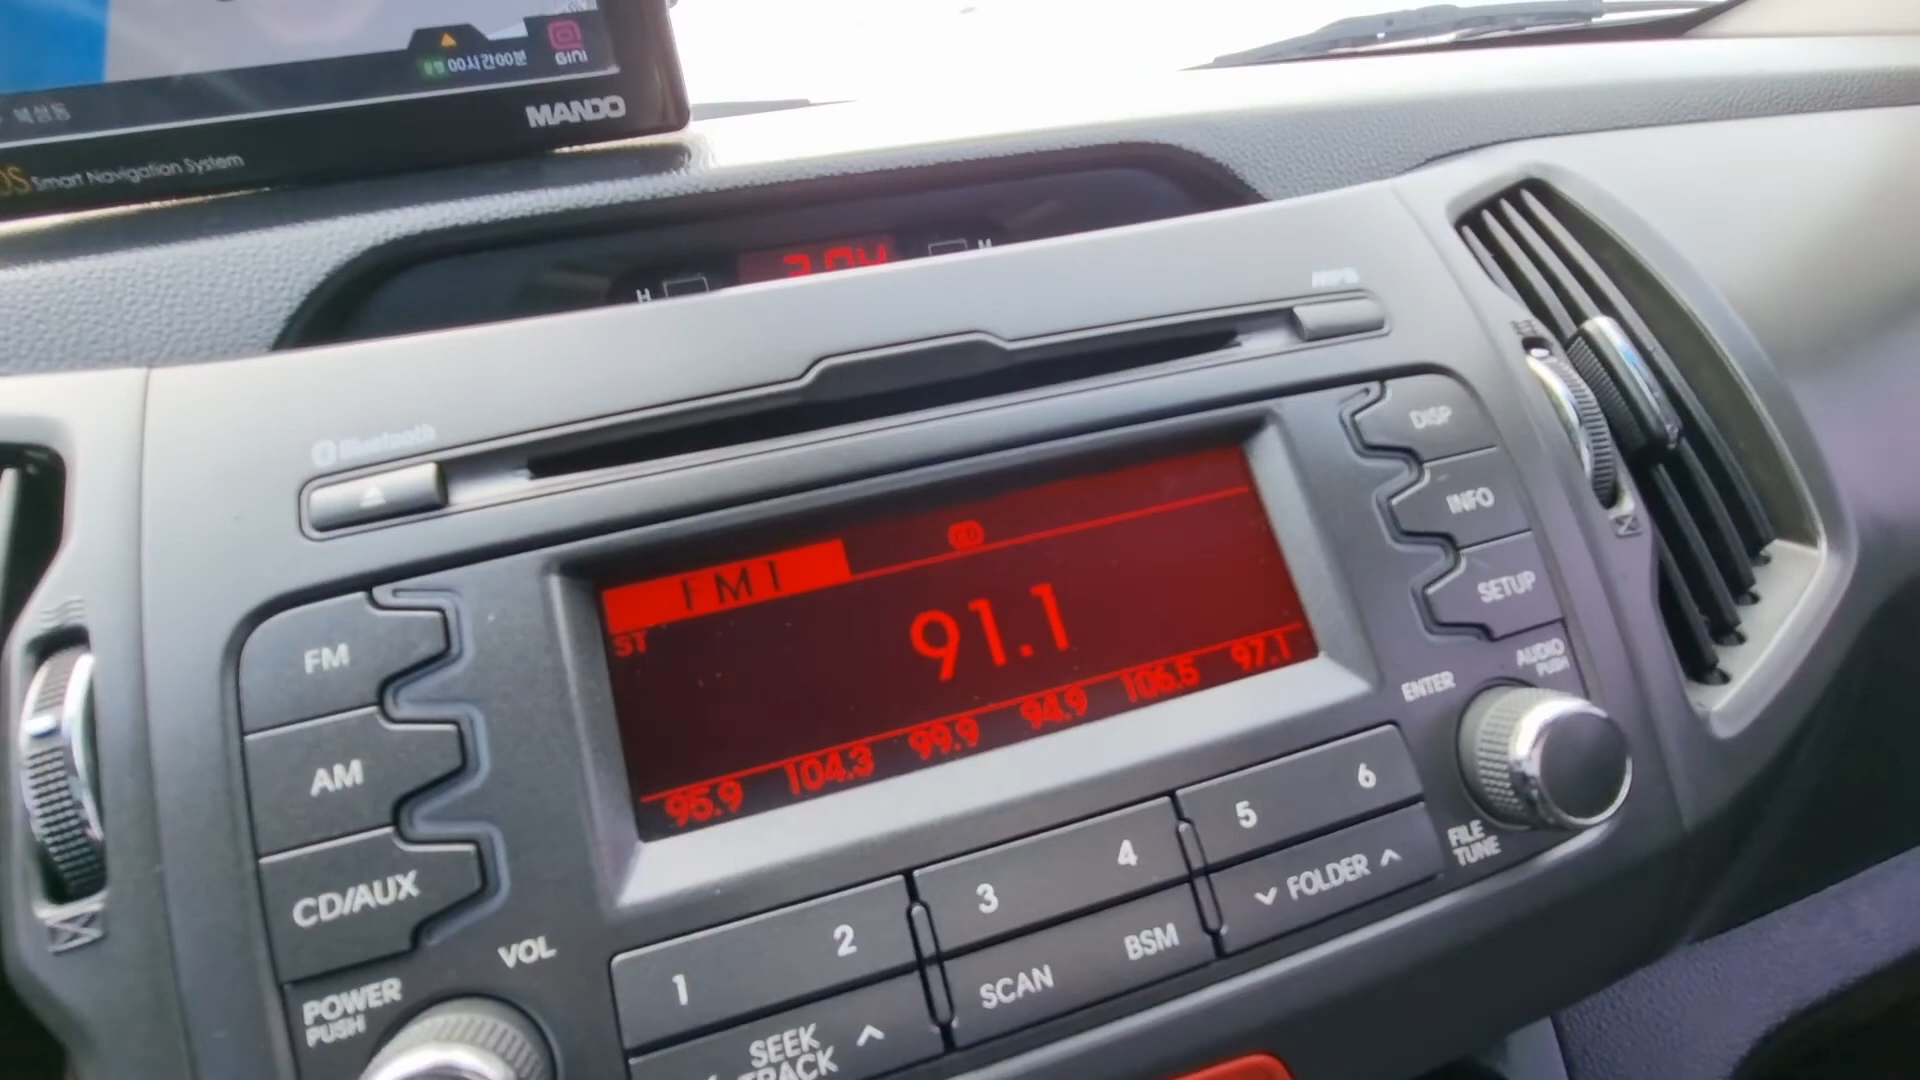 00시간00분
GINI
MANDO
Smart Navigation System
H
Bluetooth
MP3
FM1
CD
ST
91.1
95.9 104.3 99.9 94.9 106.5 97.1
FM
AM
CD/AUX
DISP
INFO
SETUP
AUDIO
PUSH
ENTER
FILE
TUNE
VOL
POWER
PUSH
1 2
3 4
5 6
SEEK
TRACK
SCAN
BSM
FOLDER